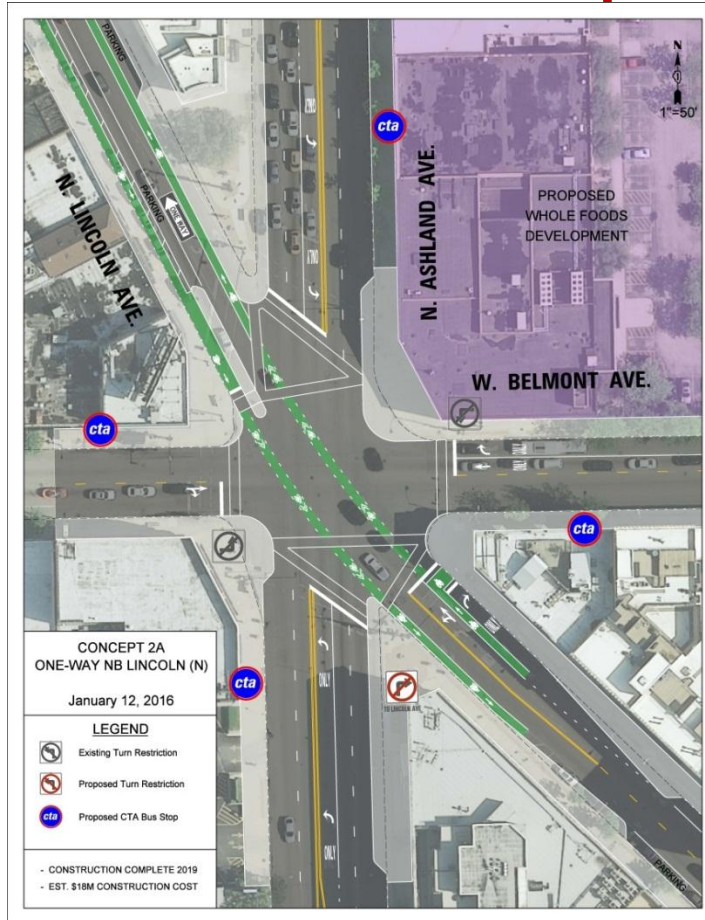 PARKING
N
1"=50'
cta
N. LINCOLN AVE.
PARKING
ONE WAY
ONLY
ONLY
N. ASHLAND AVE.
PROPOSED
WHOLE FOODS
DEVELOPMENT
W. BELMONT AVE.
cta
ONLY
ONLY
cta
CONCEPT 2A
ONE-WAY NB LINCOLN (N)
January 12, 2016
LEGEND
Existing Turn Restriction
Proposed Turn Restriction
cta
Proposed CTA Bus Stop
- CONSTRUCTION COMPLETE 2019
- EST. $18M CONSTRUCTION COST
cta
ONLY
TO LINCOLN AVE
ONLY
PARKING